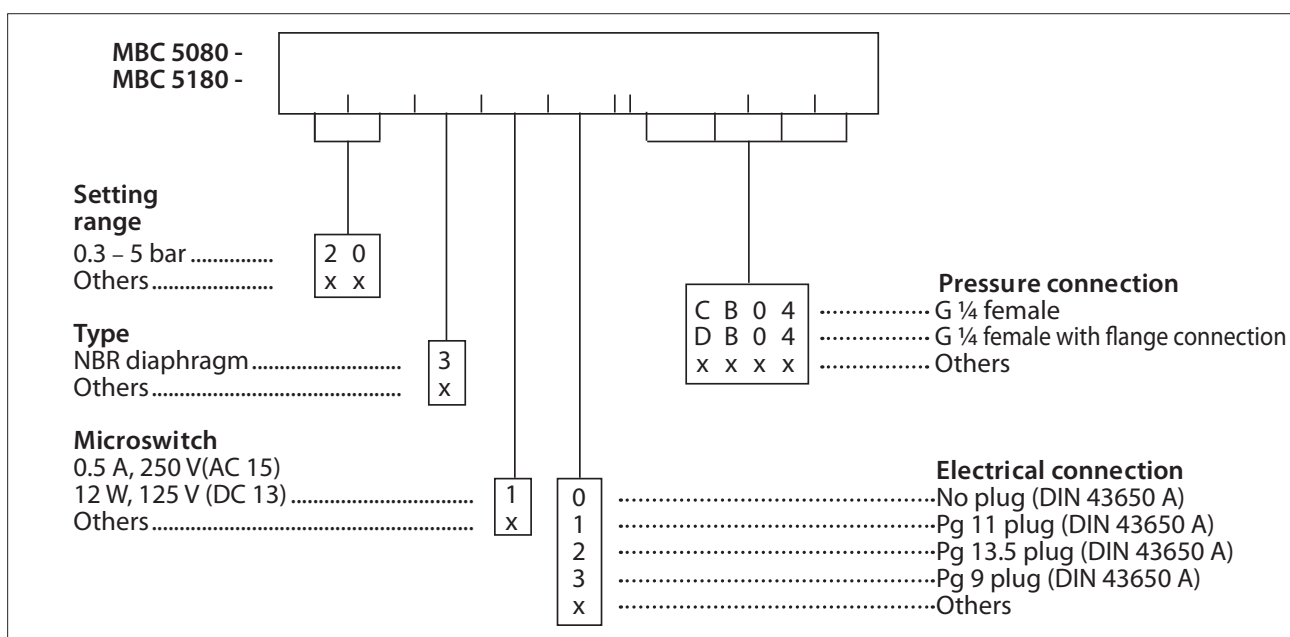 MBC 5080 -
MBC 5180 -
Setting
range
0.3 – 5 bar ............... 2 0
Others ...................... x x
Type
NBR diaphragm ........................... 3
Others ............................................. x
Microswitch
0.5 A, 250 V(AC 15)
12 W, 125 V (DC 13) ................................. 1
Others .......................................................... x
Pressure connection
C B 0 4 .................. G ¼ female
D B 0 4 .................. G ¼ female with flange connection
x x x x .................. Others
Electrical connection
0 .................................................... No plug (DIN 43650 A)
1 .................................................... Pg 11 plug (DIN 43650 A)
2 .................................................... Pg 13.5 plug (DIN 43650 A)
3 .................................................... Pg 9 plug (DIN 43650 A)
x .................................................... Others